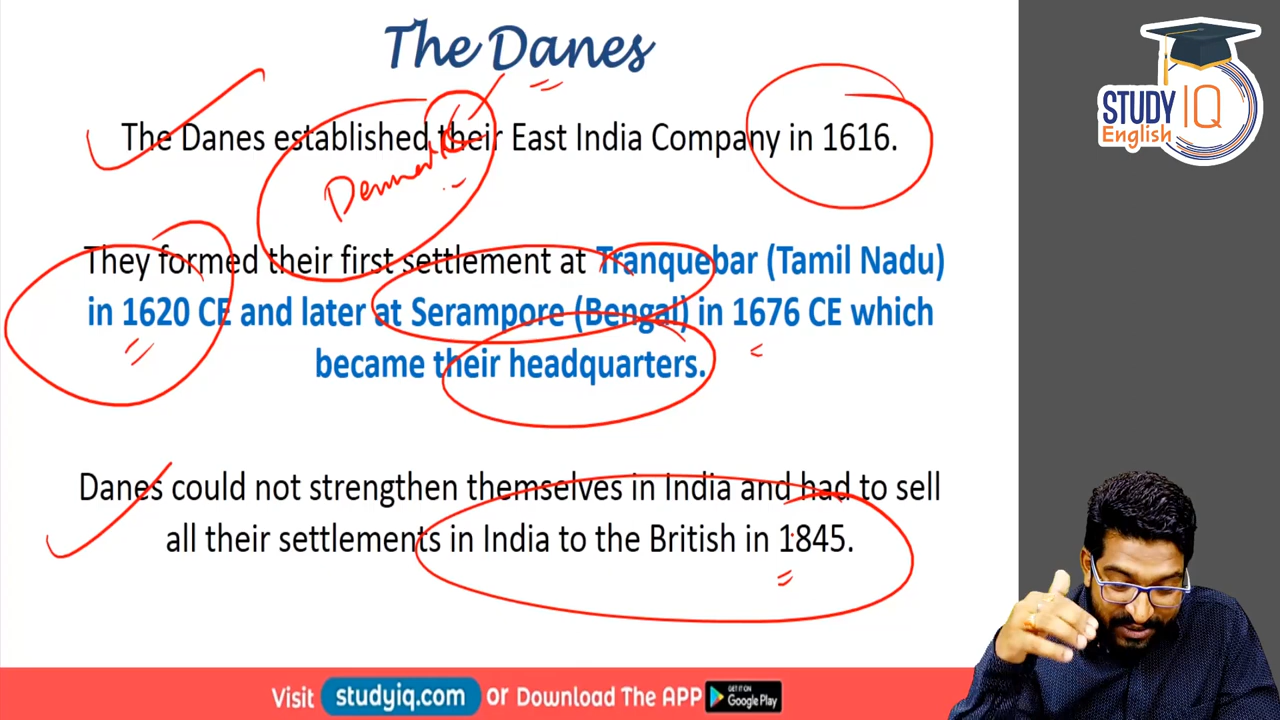 The Danes
STUDY IQ
English
The Danes established their East India Company in 1616.
Denmark
They formed their first settlement at Tranquebar (Tamil Nadu)
in 1620 CE and later at Serampore (Bengal) in 1676 CE which
became their headquarters.
Danes could not strengthen themselves in India and had to sell
all their settlements in India to the British in 1845.
Visit studyiq.com or Download The APP GET IT ON Google Play